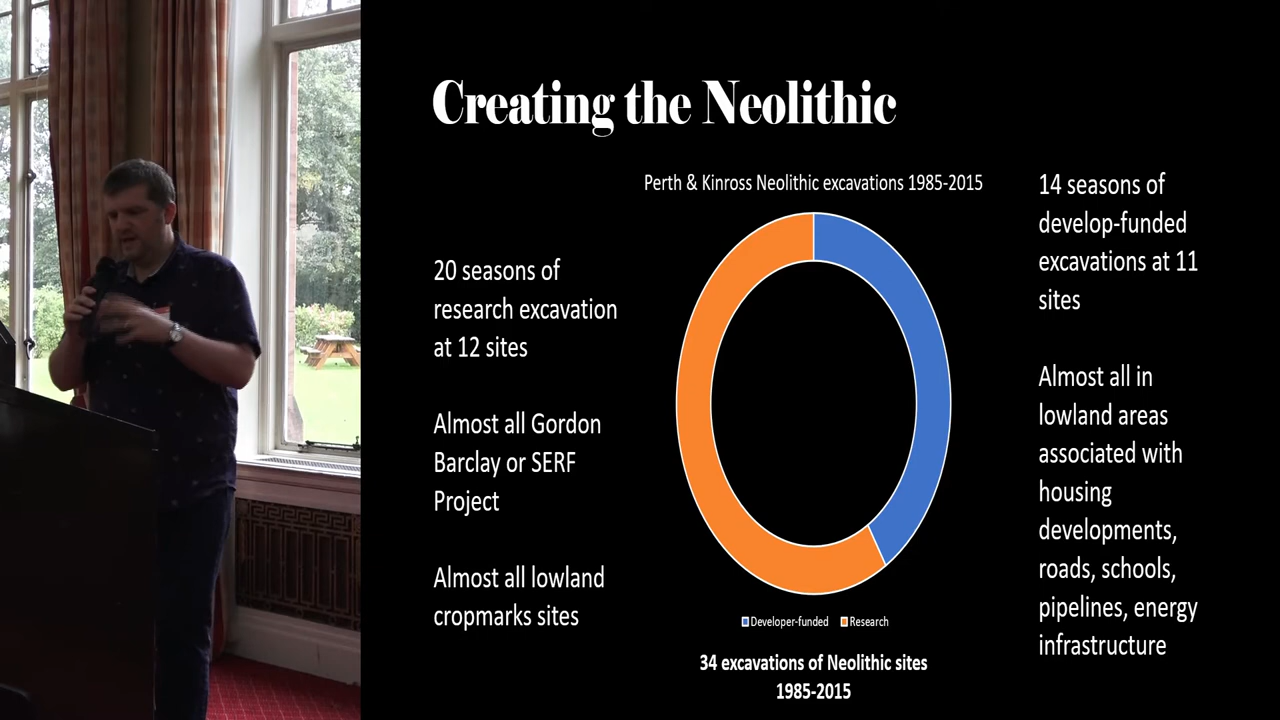 Creating the Neolithic
Perth & Kinross Neolithic excavations 1985-2015
20 seasons of
research excavation
at 12 sites
Almost all Gordon
Barclay or SERF
Project
Almost all lowland
cropmarks sites
Developer-funded
Research
34 excavations of Neolithic sites
1985-2015
14 seasons of
develop-funded
excavations at 11
sites
Almost all in
lowland areas
associated with
housing
developments,
roads, schools,
pipelines, energy
infrastructure